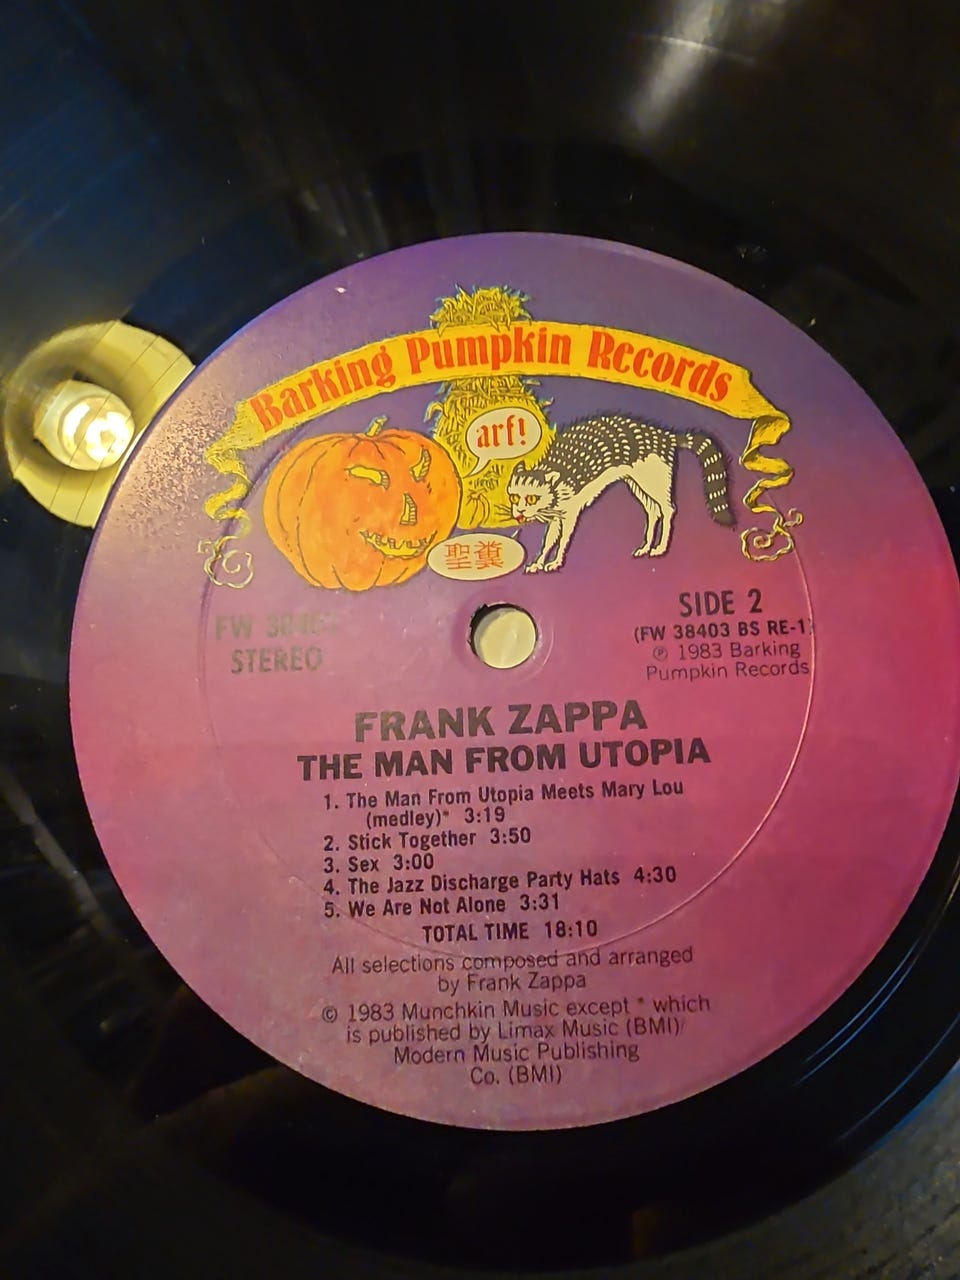 Barking Pumpkin Records
arf!
聖糞
FW 38403
STEREO
SIDE 2
(FW 38403 BS RE-1)
℗ 1983 Barking
Pumpkin Records
FRANK ZAPPA
THE MAN FROM UTOPIA
1. The Man From Utopia Meets Mary Lou
(medley)* 3:19
2. Stick Together 3:50
3. Sex 3:00
4. The Jazz Discharge Party Hats 4:30
5. We Are Not Alone 3:31
TOTAL TIME 18:10
All selections composed and arranged
by Frank Zappa
© 1983 Munchkin Music except * which
is published by Limax Music (BMI)/
Modern Music Publishing
Co. (BMI)